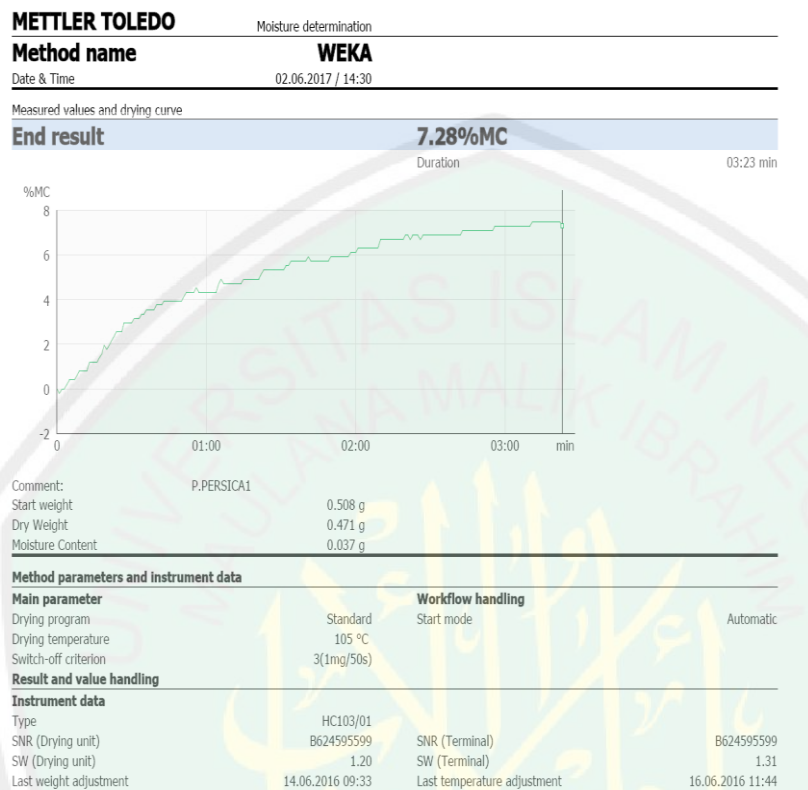 METTLER TOLEDO Moisture determination
Method name WEKA
Date & Time 02.06.2017 / 14:30
Measured values and drying curve
End result 7.28%MC
Duration 03:23 min
%MC
8
6
4
2
0
-2
0 01:00 02:00 03:00 min
Comment: P.PERSICA1
Start weight 0.508 g
Dry Weight 0.471 g
Moisture Content 0.037 g
Method parameters and instrument data
Main parameter Workflow handling
Drying program Standard Start mode Automatic
Drying temperature 105 °C
Switch-off criterion 3(1mg/50s)
Result and value handling
Instrument data
Type HC103/01
SNR (Drying unit) B624595599 SNR (Terminal) B624595599
SW (Drying unit) 1.20 SW (Terminal) 1.31
Last weight adjustment 14.06.2016 09:33 Last temperature adjustment 16.06.2016 11:44
UNIVERSITAS ISLAM NE
MAULANA MALIK IBRAHIM